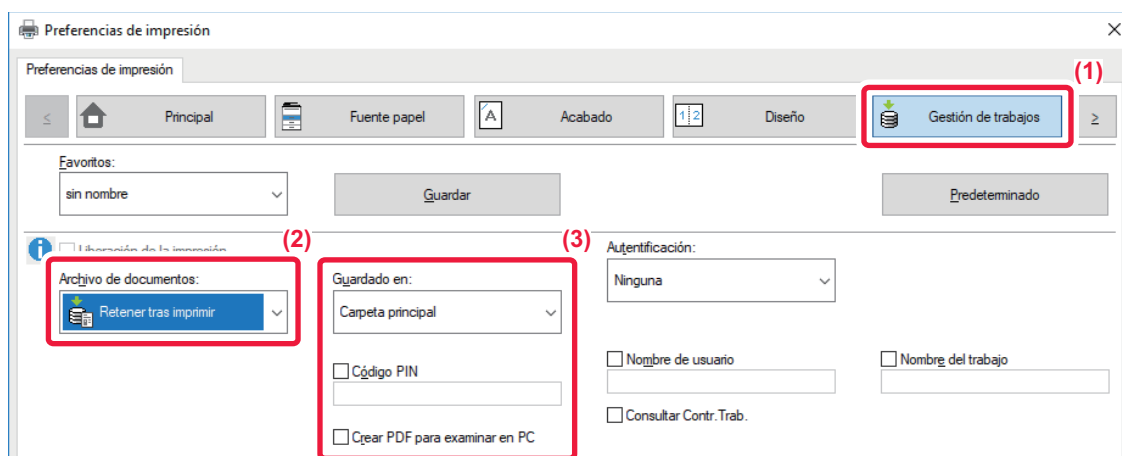 Preferencias de impresión
Preferencias de impresión
(1)
< Principal Fuente papel Acabado 1 2 Diseño Gestión de trabajos >
Favoritos:
sin nombre Guardar Predeterminado
Liberación de la impresión (2) (3) Autentificación:
Archivo de documentos: Guardado en: Ninguna
Retener tras imprimir Carpeta principal
Código PIN Nombre de usuario Nombre del trabajo
Consultar Contr.Trab.
Crear PDF para examinar en PC